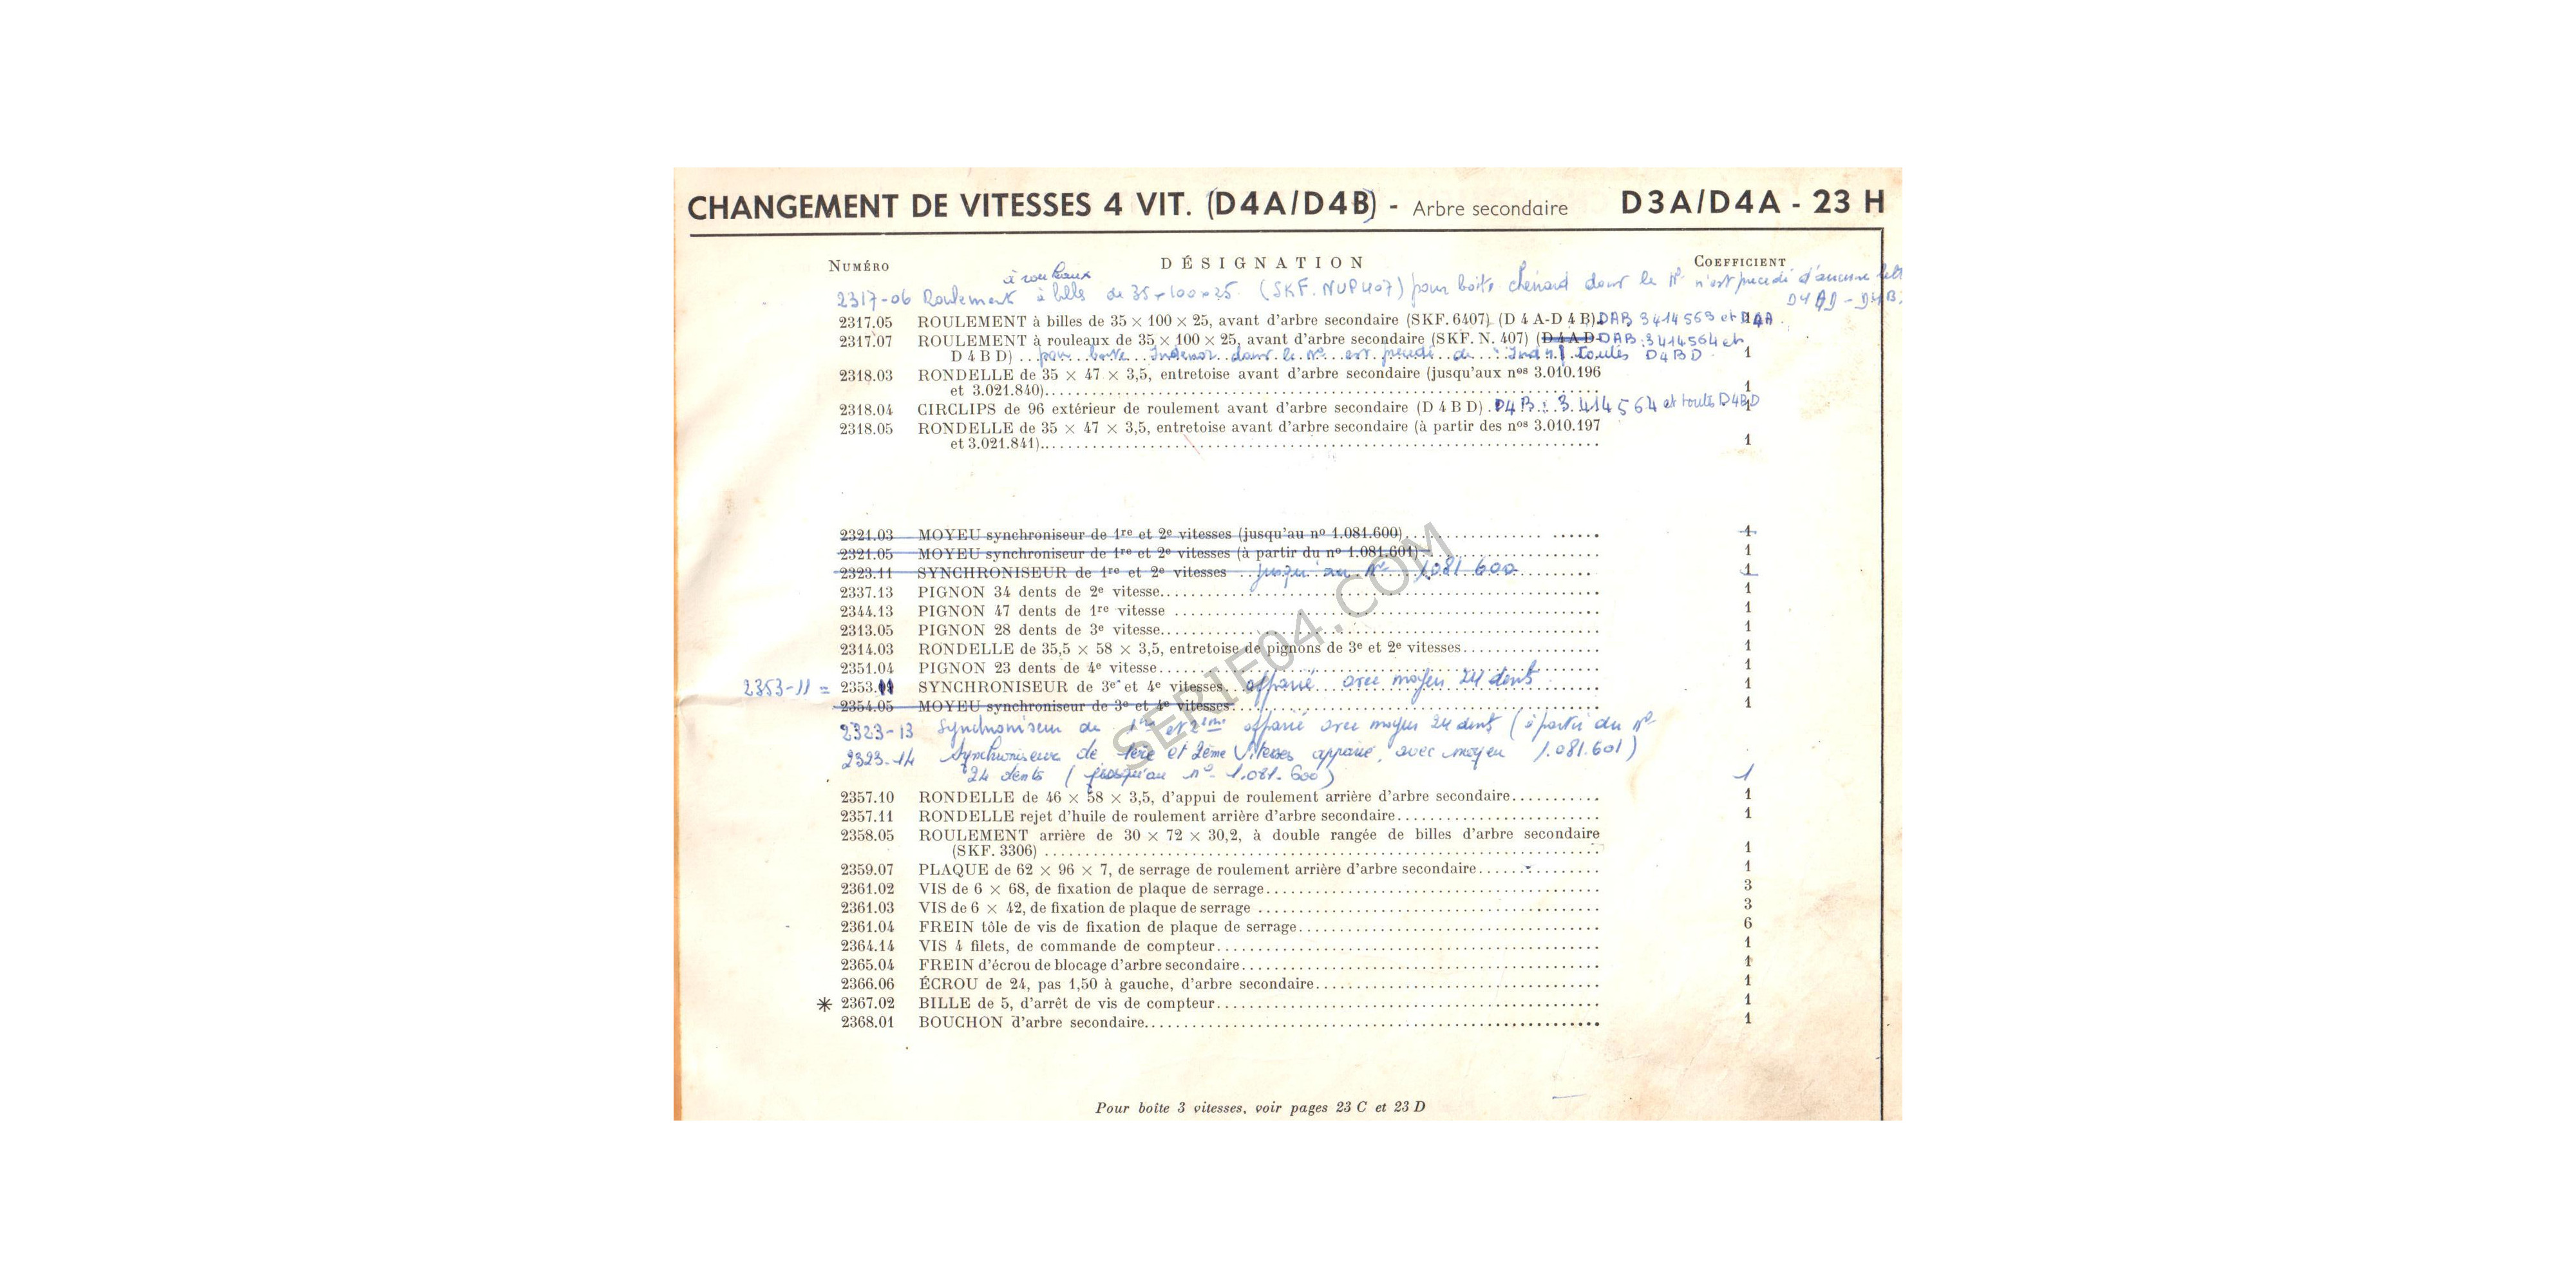 CHANGEMENT DE VITESSES 4 VIT. (D4A/D4B) - Arbre secondaire D3A/D4A - 23 H
NUMÉRO DÉSIGNATION COEFFICIENT
à rouleaux
2317-06 Roulement à billes de 35 × 100 × 25 (SKF. NUP407) pour boîte chenard dont le N° n'est precedé d'aucune
2317.05 ROULEMENT à billes de 35 × 100 × 25, avant d'arbre secondaire (SKF. 6407) (D 4 A-D 4 B) DAB 3414563 et D4A 1
2317.07 ROULEMENT à rouleaux de 35 × 100 × 25, avant d'arbre secondaire (SKF. N. 407) (D 4 A D DAB : 3414564 et
D 4 B D) ... pour boîte Indenor dont le N° est précédé de Ind toutes D4BD 1
2318.03 RONDELLE de 35 × 47 × 3,5, entretoise avant d'arbre secondaire (jusqu'aux nos 3.010.196
et 3.021.840) 1
2318.04 CIRCLIPS de 96 extérieur de roulement avant d'arbre secondaire (D 4 B D) D4B : 3.414564 et toutes D4BD 1
2318.05 RONDELLE de 35 × 47 × 3,5, entretoise avant d'arbre secondaire (à partir des nos 3.010.197
et 3.021.841) 1
2321.03 MOYEU synchroniseur de 1re et 2e vitesses (jusqu'au no 1.081.600) 1
2321.05 MOYEU synchroniseur de 1re et 2e vitesses (à partir du no 1.081.601) 1
2323.11 SYNCHRONISEUR de 1re et 2e vitesses jusqu'au N° 1081 600 1
2337.13 PIGNON 34 dents de 2e vitesse 1
2344.13 PIGNON 47 dents de 1re vitesse 1
2313.05 PIGNON 28 dents de 3e vitesse 1
2314.03 RONDELLE de 35,5 × 58 × 3,5, entretoise de pignons de 3e et 2e vitesses 1
2351.04 PIGNON 23 dents de 4e vitesse 1
2353-11 = 2353.11 SYNCHRONISEUR de 3e et 4e vitesses apparié avec moyeu 24 dents 1
2354.05 MOYEU synchroniseur de 3e et 4e vitesses 1
2323-13 Synchroniseur de 1ère et 2ème apparié avec moyeu 24 dents (à partir du N°
2323-14 Synchroniseur de 1ère et 2ème Vitesses apparié avec moyeu 1.081.601)
24 dents (jusqu'au n° 1.081.600) 1
2357.10 RONDELLE de 46 × 58 × 3,5, d'appui de roulement arrière d'arbre secondaire 1
2357.11 RONDELLE rejet d'huile de roulement arrière d'arbre secondaire 1
2358.05 ROULEMENT arrière de 30 × 72 × 30,2, à double rangée de billes d'arbre secondaire
(SKF. 3306) 1
2359.07 PLAQUE de 62 × 96 × 7, de serrage de roulement arrière d'arbre secondaire 1
2361.02 VIS de 6 × 68, de fixation de plaque de serrage 3
2361.03 VIS de 6 × 42, de fixation de plaque de serrage 3
2361.04 FREIN tôle de vis de fixation de plaque de serrage 6
2364.14 VIS 4 filets, de commande de compteur 1
2365.04 FREIN d'écrou de blocage d'arbre secondaire 1
2366.06 ÉCROU de 24, pas 1,50 à gauche, d'arbre secondaire 1
* 2367.02 BILLE de 5, d'arrêt de vis de compteur 1
2368.01 BOUCHON d'arbre secondaire 1
Pour boîte 3 vitesses, voir pages 23 C et 23 D
SERIE04.COM